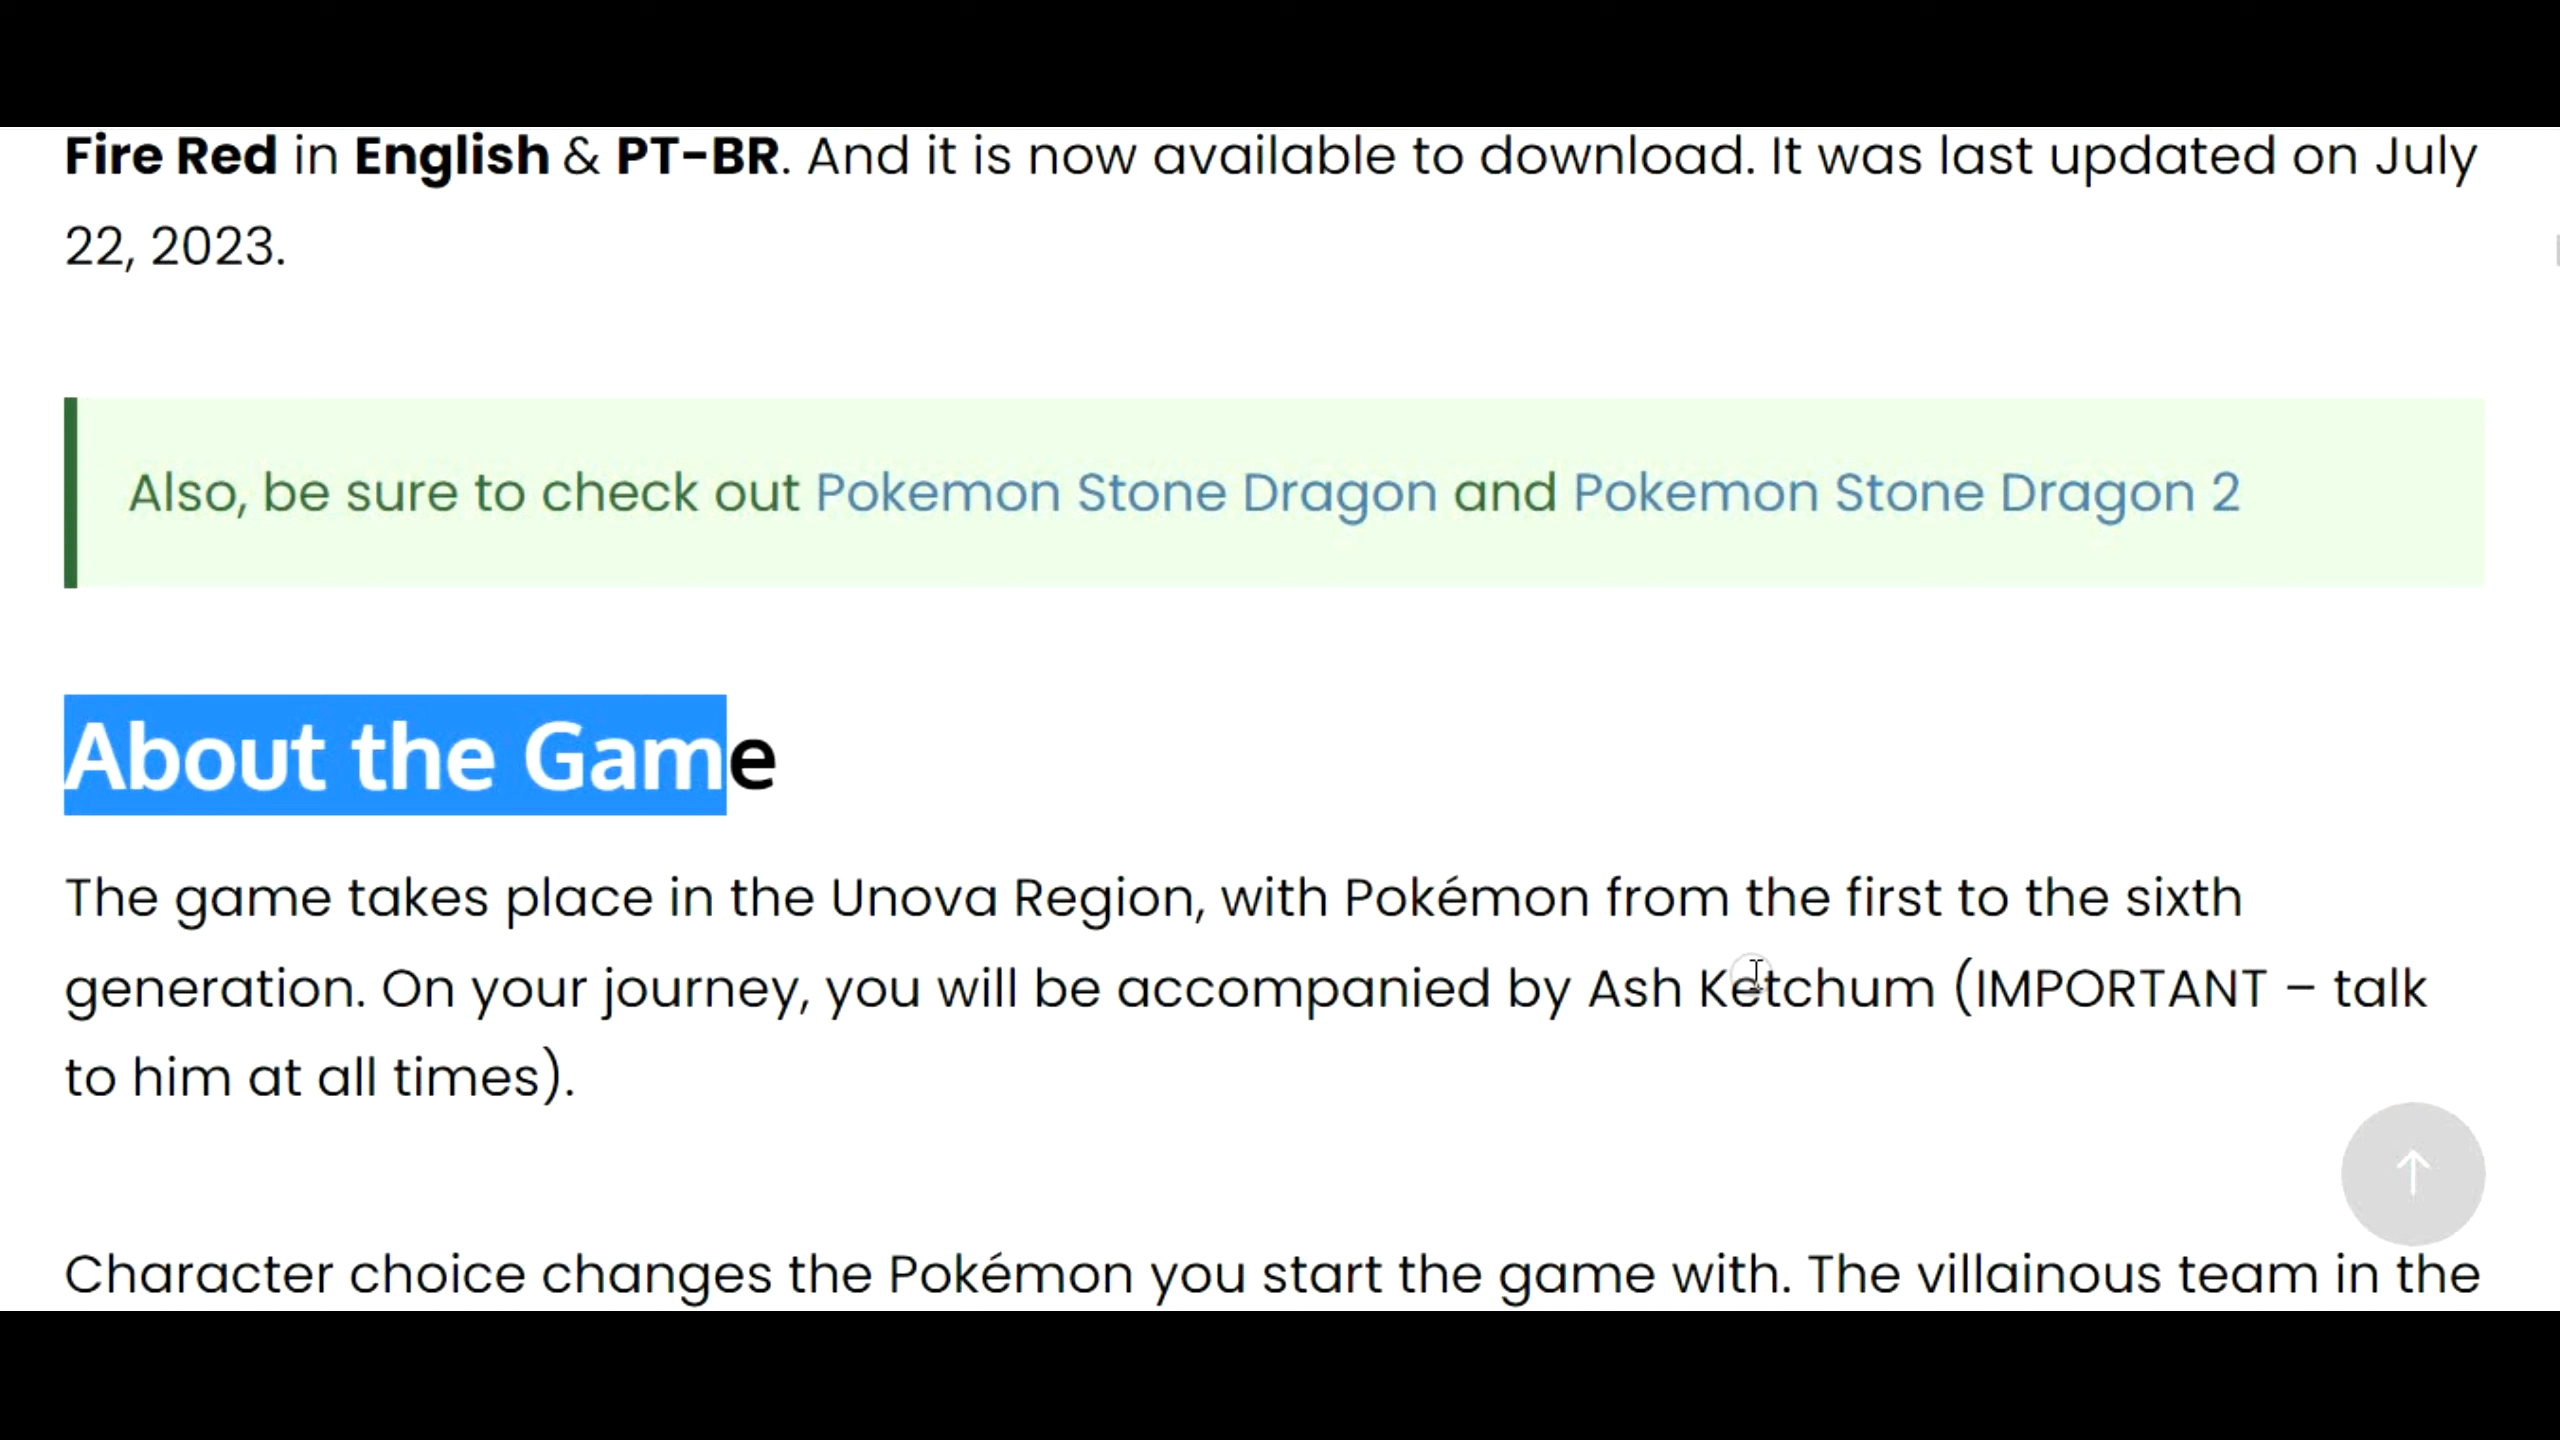 Fire Red in English & PT-BR. And it is now available to download. It was last updated on July
22, 2023.
Also, be sure to check out Pokemon Stone Dragon and Pokemon Stone Dragon 2
About the Game
The game takes place in the Unova Region, with Pokémon from the first to the sixth
generation. On your journey, you will be accompanied by Ash Ketchum (IMPORTANT – talk
to him at all times).
Character choice changes the Pokémon you start the game with. The villainous team in the